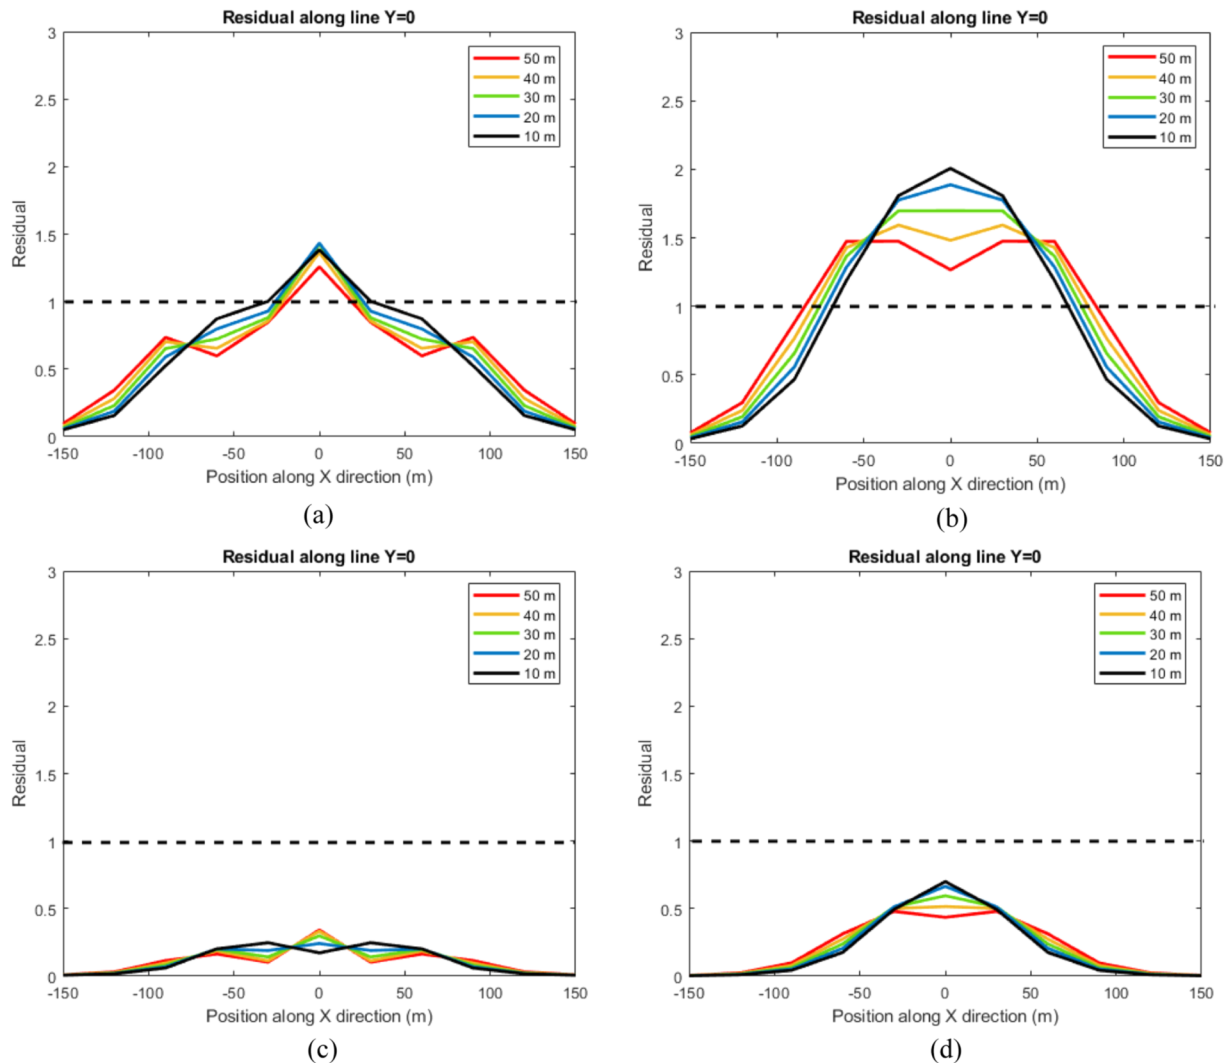 Residual along line Y=0
3
2.5
2
1.5
1
0.5
0
Residual
50 m
40 m
30 m
20 m
10 m
-150 -100 -50 0 50 100 150
Position along X direction (m)
(a)
Residual along line Y=0
3
2.5
2
1.5
1
0.5
0
Residual
50 m
40 m
30 m
20 m
10 m
-150 -100 -50 0 50 100 150
Position along X direction (m)
(b)
Residual along line Y=0
3
2.5
2
1.5
1
0.5
0
Residual
50 m
40 m
30 m
20 m
10 m
-150 -100 -50 0 50 100 150
Position along X direction (m)
(c)
Residual along line Y=0
3
2.5
2
1.5
1
0.5
0
Residual
50 m
40 m
30 m
20 m
10 m
-150 -100 -50 0 50 100 150
Position along X direction (m)
(d)